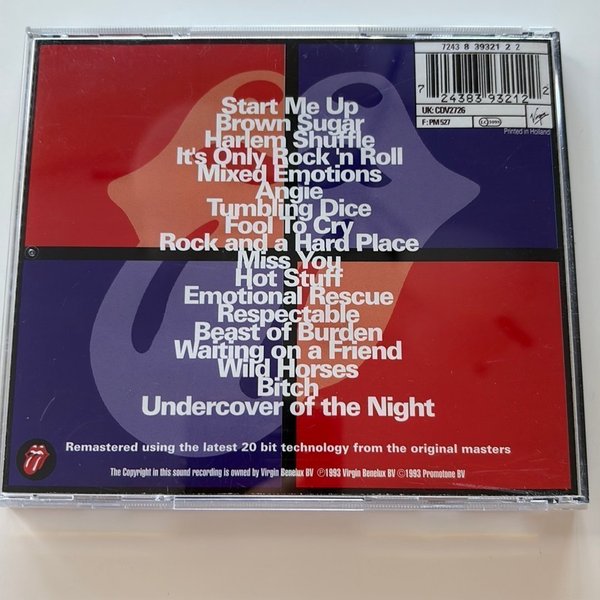 7243 8 39321 2 2
7 24383 93212 2
UK: CDV2726
F: PM 527
LC 3098
Virgin
Printed in Holland
Start Me Up
Brown Sugar
Harlem Shuffle
It's Only Rock 'n Roll
Mixed Emotions
Angie
Tumbling Dice
Fool To Cry
Rock and a Hard Place
Miss You
Hot Stuff
Emotional Rescue
Respectable
Beast of Burden
Waiting on a Friend
Wild Horses
Bitch
Undercover of the Night
Remastered using the latest 20 bit technology from the original masters
The Copyright in this sound recording is owned by Virgin Benelux BV ℗1993 Virgin Benelux BV ©1993 Promotone BV